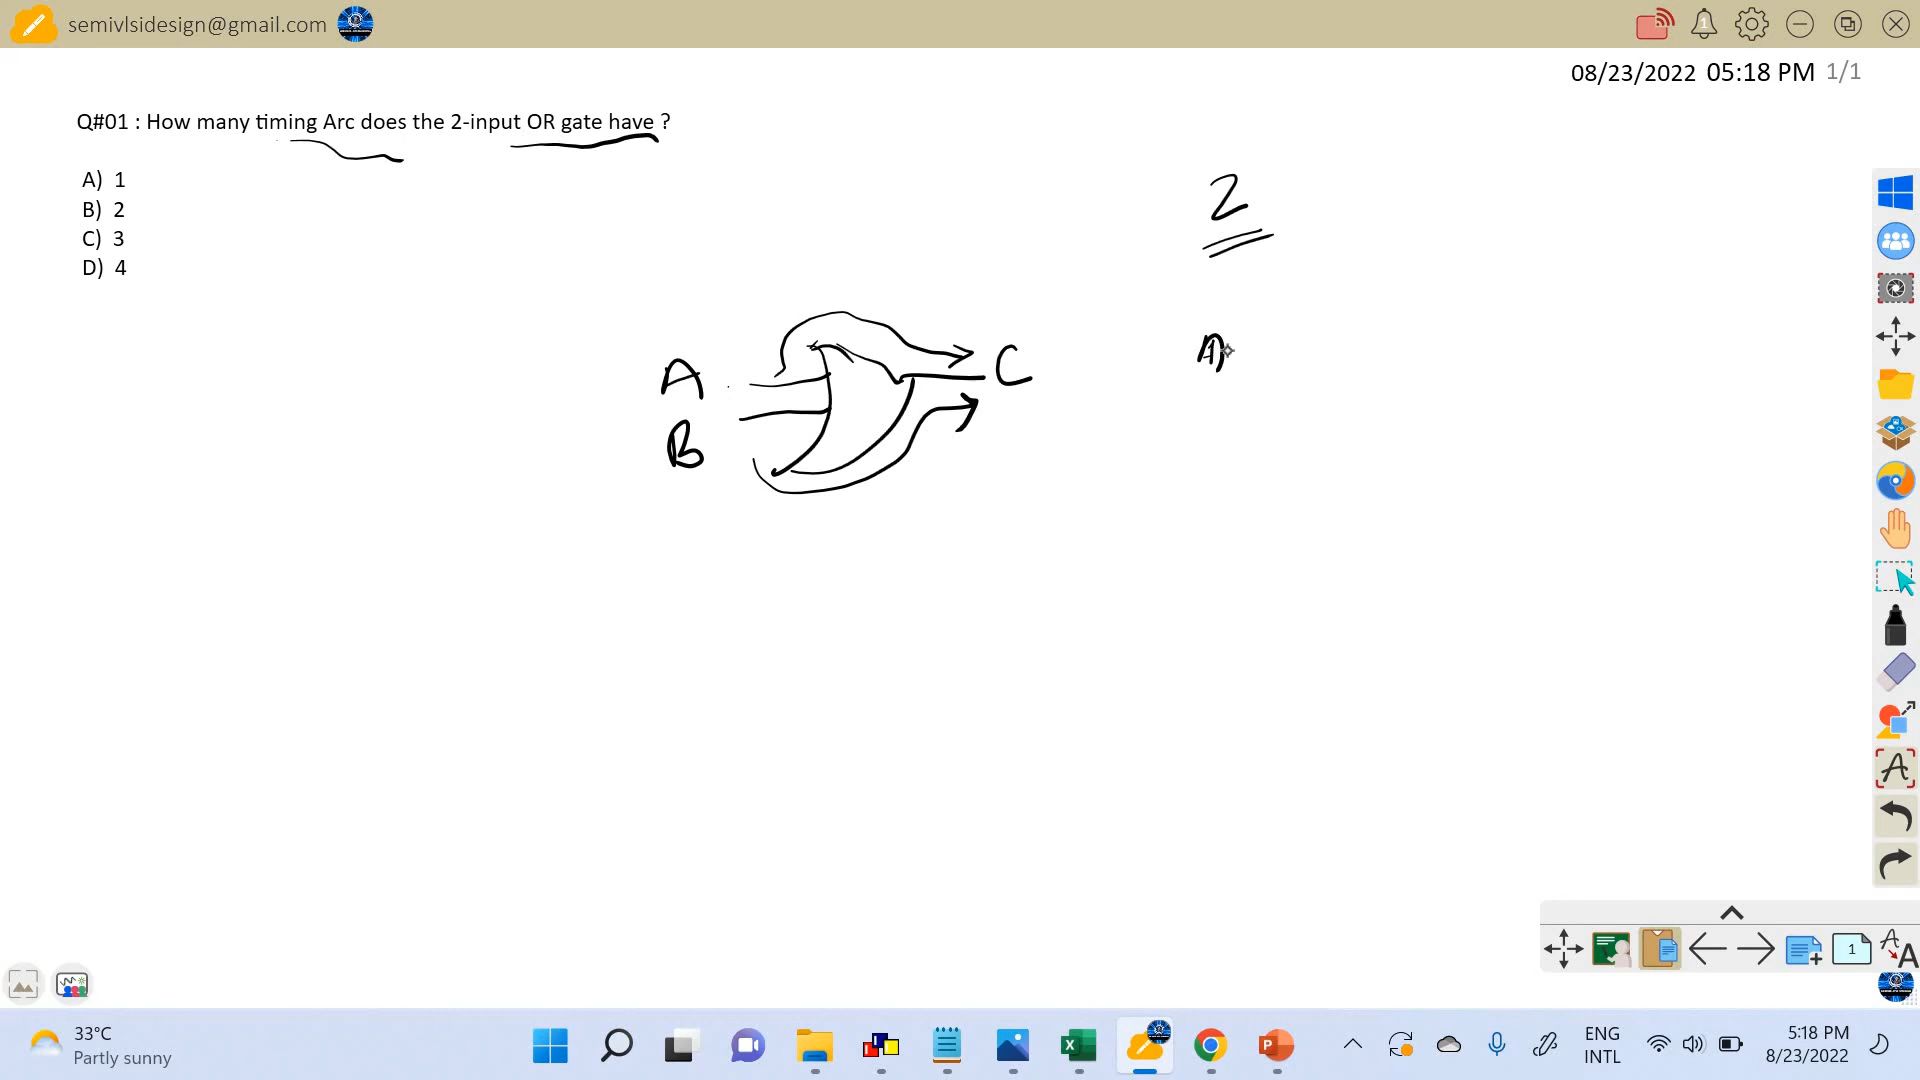 semivlsidesign@gmail.com
1
08/23/2022 05:18 PM 1/1
Q#01 : How many timing Arc does the 2-input OR gate have ?
A) 1
B) 2
C) 3
D) 4
2
A
C
A
B
1
33°C
Partly sunny
ENG
INTL
5:18 PM
8/23/2022